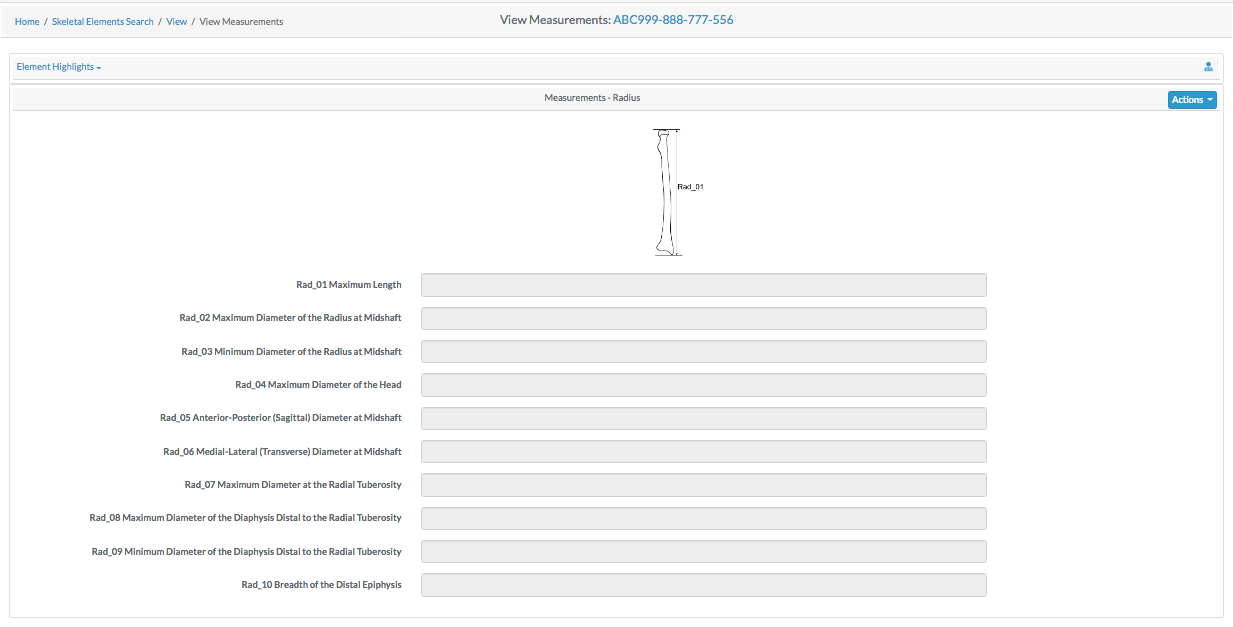 Home / Skeletal Elements Search / View / View Measurements
View Measurements: ABC999-888-777-556
Element Highlights
Measurements - Radius
Actions
Rad_01
Rad_01 Maximum Length
Rad_02 Maximum Diameter of the Radius at Midshaft
Rad_03 Minimum Diameter of the Radius at Midshaft
Rad_04 Maximum Diameter of the Head
Rad_05 Anterior-Posterior (Sagittal) Diameter at Midshaft
Rad_06 Medial-Lateral (Transverse) Diameter at Midshaft
Rad_07 Maximum Diameter at the Radial Tuberosity
Rad_08 Maximum Diameter of the Diaphysis Distal to the Radial Tuberosity
Rad_09 Minimum Diameter of the Diaphysis Distal to the Radial Tuberosity
Rad_10 Breadth of the Distal Epiphysis